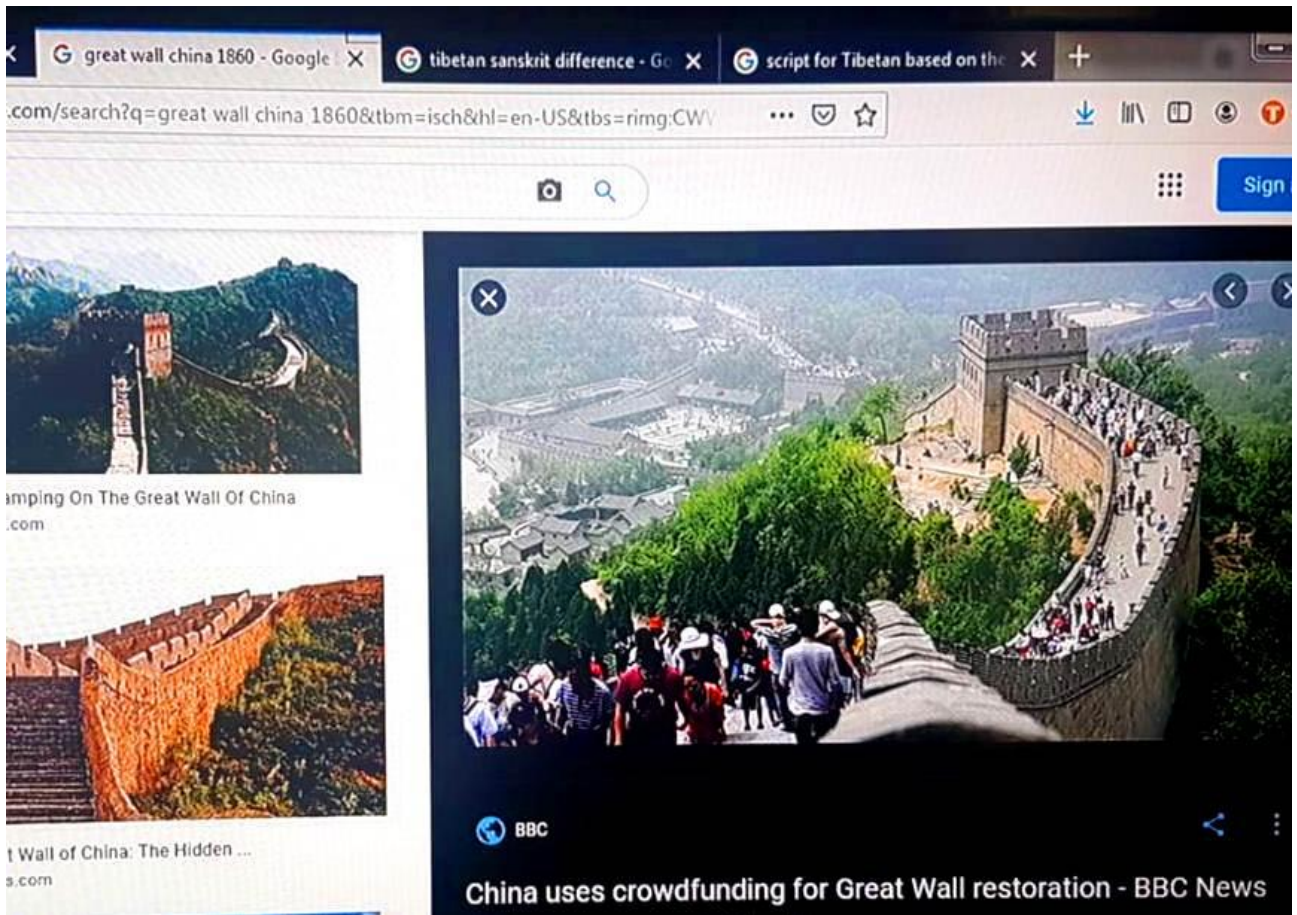 great wall china 1860 - Google
tibetan sanskrit difference - Go
script for Tibetan based on the
.com/search?q=great wall china 1860&tbm=isch&hl=en-US&tbs=rimg:CWV
Sign
amping On The Great Wall Of China
.com
t Wall of China: The Hidden ...
s.com
BBC
China uses crowdfunding for Great Wall restoration - BBC News